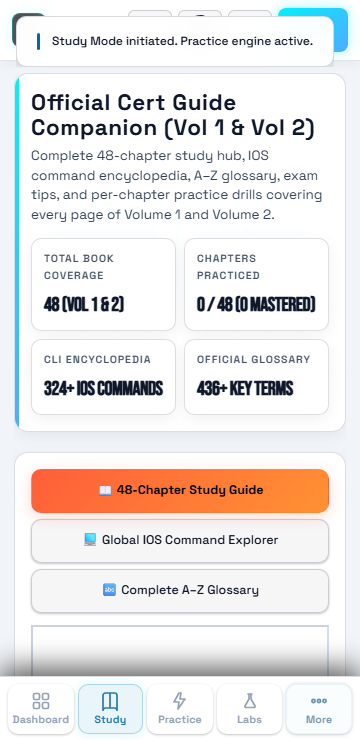 Study Mode initiated. Practice engine active.
Official Cert Guide
Companion (Vol 1 & Vol 2)
Complete 48-chapter study hub, IOS
command encyclopedia, A–Z glossary, exam
tips, and per-chapter practice drills covering
every page of Volume 1 and Volume 2.
TOTAL BOOK
COVERAGE
48 (VOL 1 & 2)
CHAPTERS
PRACTICED
0 / 48 (0 MASTERED)
CLI ENCYCLOPEDIA
324+ IOS COMMANDS
OFFICIAL GLOSSARY
436+ KEY TERMS
📖 48-Chapter Study Guide
💻 Global IOS Command Explorer
🔤 Complete A–Z Glossary
Dashboard
Study
Practice
Labs
More